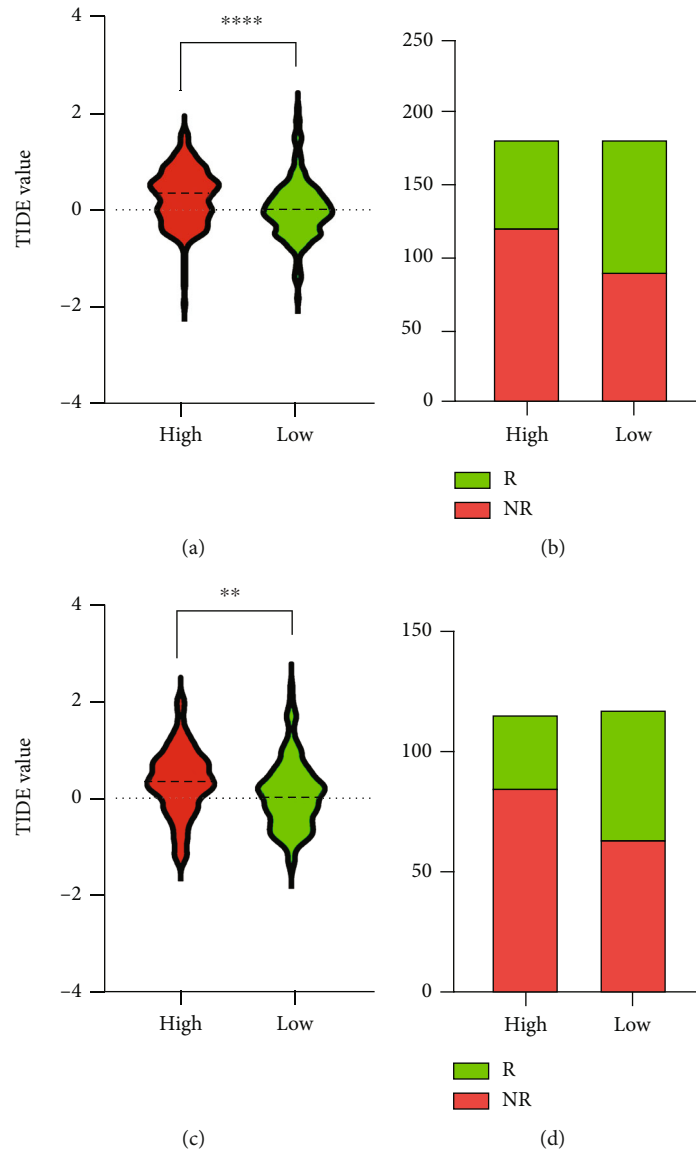 4
2
0
−2
−4
TIDE value
****
High
Low
(a)
250
200
150
100
50
0
High
Low
R
NR
(b)
4
2
0
−2
−4
TIDE value
**
High
Low
(c)
150
100
50
0
High
Low
R
NR
(d)